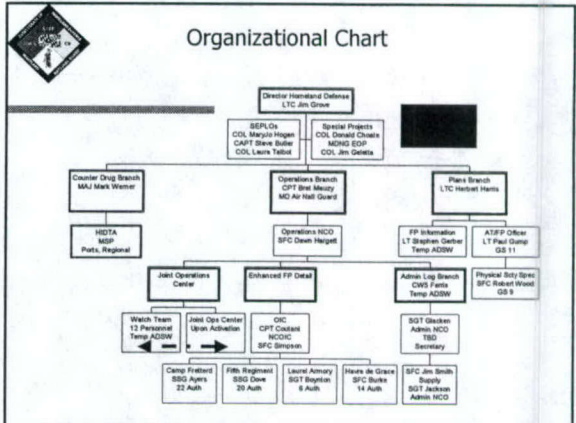 Organizational Chart
Director Homeland Defense
LTC Jim Grove
SEPLOs
COL MaryJo Hogan
CAPT Steve Buller
COL Laura Talbot
Special Projects
COL Donald Choate
MDNG EOP
COL Jim Geletta
Counter Drug Branch
MAJ Mark Werner
Operations Branch
CPT Bret Meuzy
MD Air Natl Guard
Plans Branch
LTC Herbert Harris
HIDTA
MSP
Ports, Regional
Operations NCO
SFC Dawn Hargett
FP Information
LT Stephen Gerber
Temp ADSW
AT/FP Officer
LT Paul Gump
GS 11
Joint Operations
Center
Enhanced FP Detail
Admin Log Branch
CW5 Ferris
Temp ADSW
Physical Scty Spec
SFC Robert Wood
GS 9
Watch Team
12 Personnel
Temp ADSW
Joint Ops Center
Upon Activation
OIC
CPT Coutant
NCOIC
SFC Simpson
SGT Glacken
Admin NCO
TBD
Secretary
Camp Fretterd
SSG Ayers
22 Auth
Fifth Regiment
SSG Dove
20 Auth
Laurel Armory
SGT Boynton
6 Auth
Havre de Grace
SFC Burke
14 Auth
SFC Jim Smith
Supply
SGT Jackson
Admin NCO